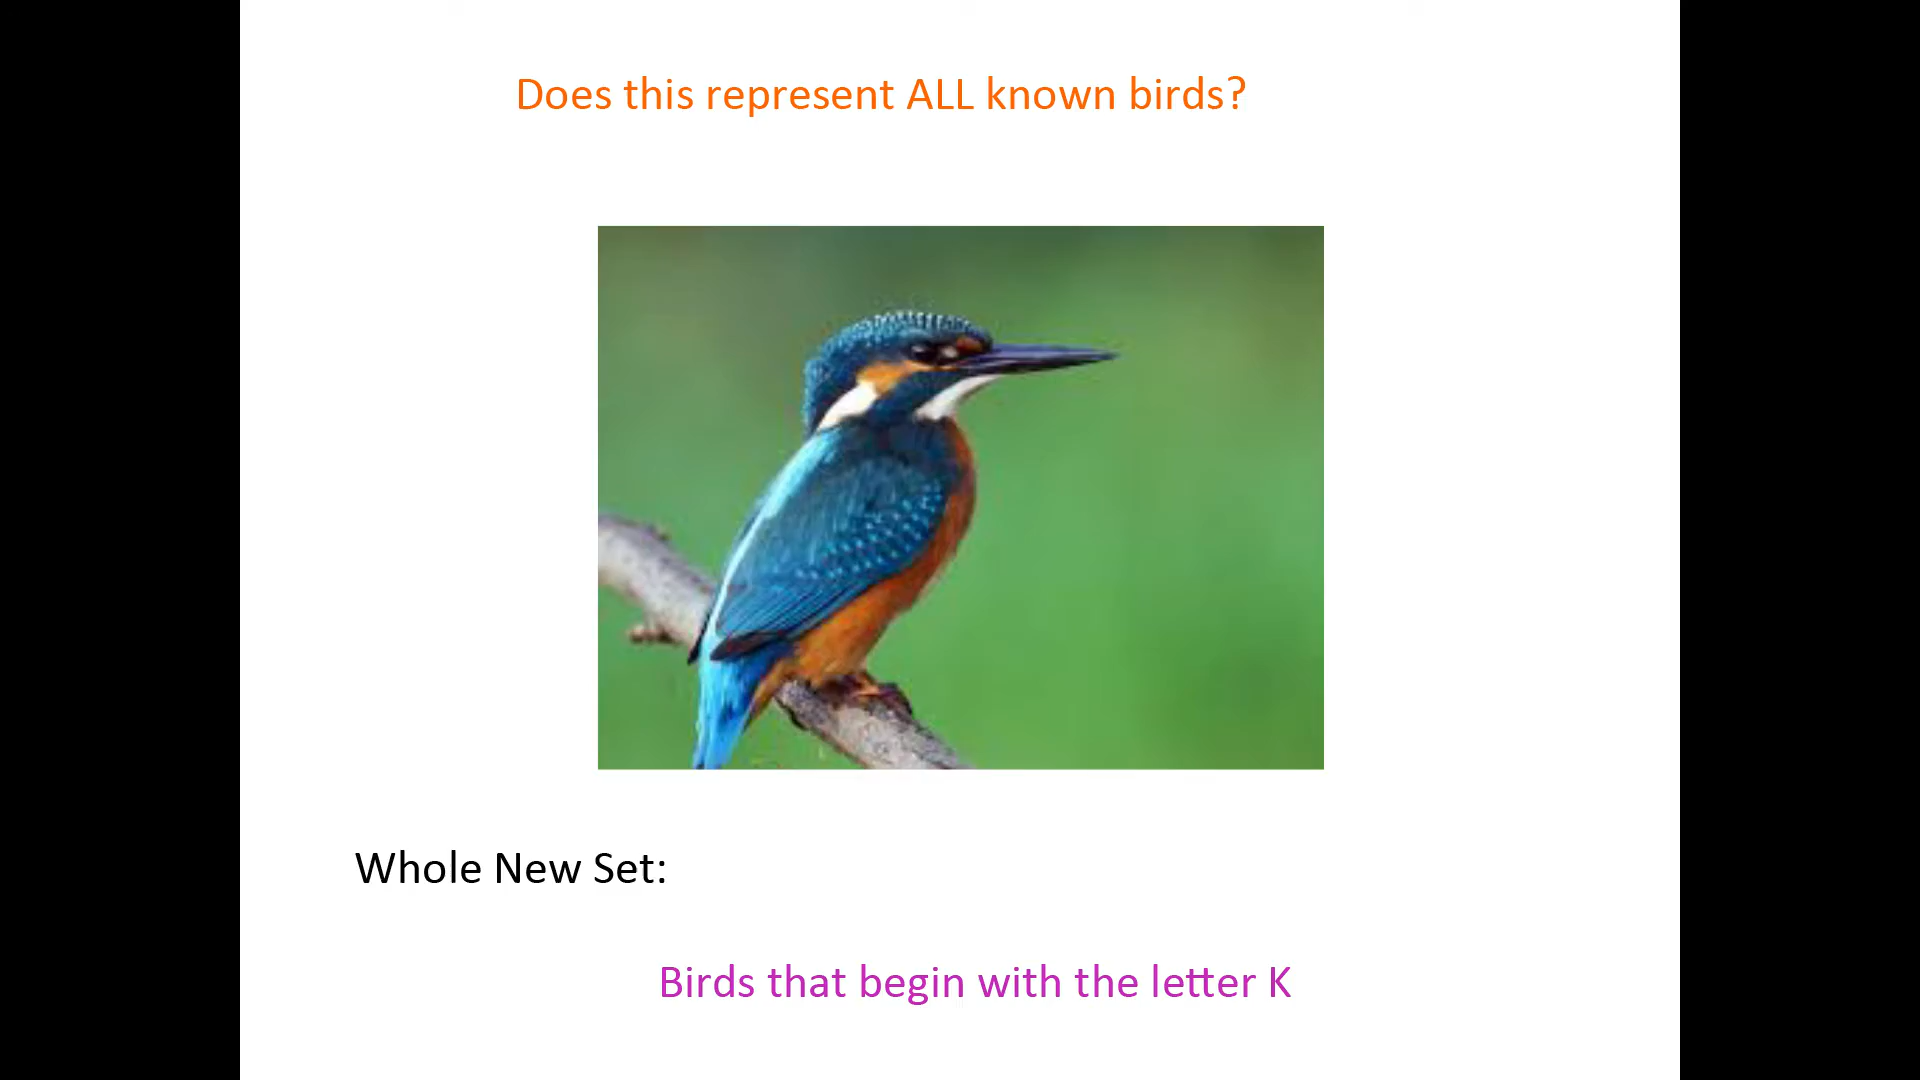 Does this represent ALL known birds?
Whole New Set:
Birds that begin with the letter K